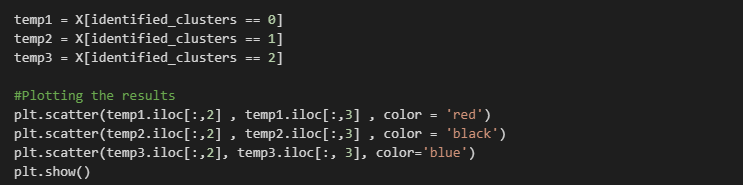 temp1 = X[identified_clusters == 0]
temp2 = X[identified_clusters == 1]
temp3 = X[identified_clusters == 2]
#Plotting the results
plt.scatter(temp1.iloc[:,2] , temp1.iloc[:,3] , color = 'red')
plt.scatter(temp2.iloc[:,2] , temp2.iloc[:,3] , color = 'black')
plt.scatter(temp3.iloc[:,2], temp3.iloc[:, 3], color='blue')
plt.show()